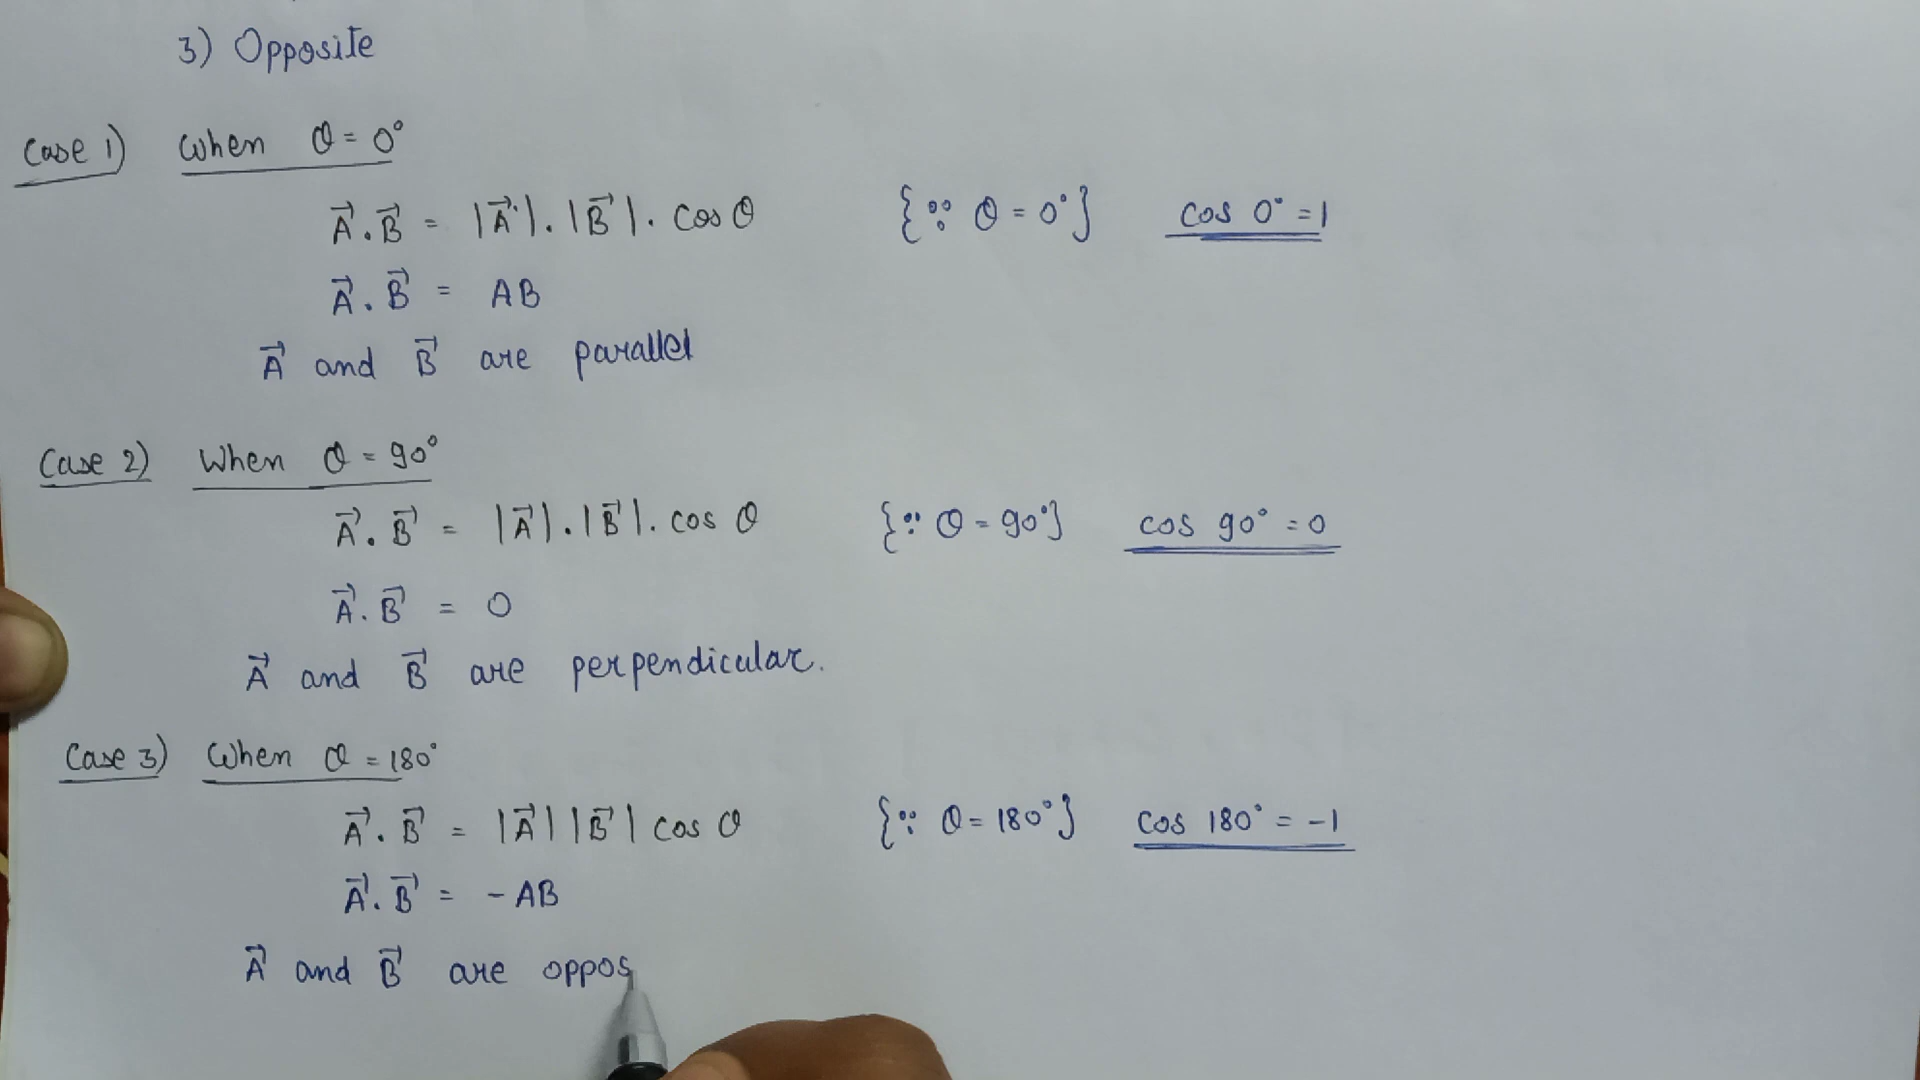 3) Opposite
Case 1) When θ = 0°
A⃗ . B⃗ = |A⃗| . |B⃗| . cos θ {∵ θ = 0°} cos 0° = 1
A⃗ . B⃗ = AB
A⃗ and B⃗ are parallel
Case 2) When θ = 90°
A⃗ . B⃗ = |A⃗| . |B⃗| . cos θ {∵ θ = 90°} cos 90° = 0
A⃗ . B⃗ = 0
A⃗ and B⃗ are perpendicular.
Case 3) When θ = 180°
A⃗ . B⃗ = |A⃗| |B⃗| cos θ {∵ θ = 180°} cos 180° = -1
A⃗ . B⃗ = - AB
A⃗ and B⃗ are oppos